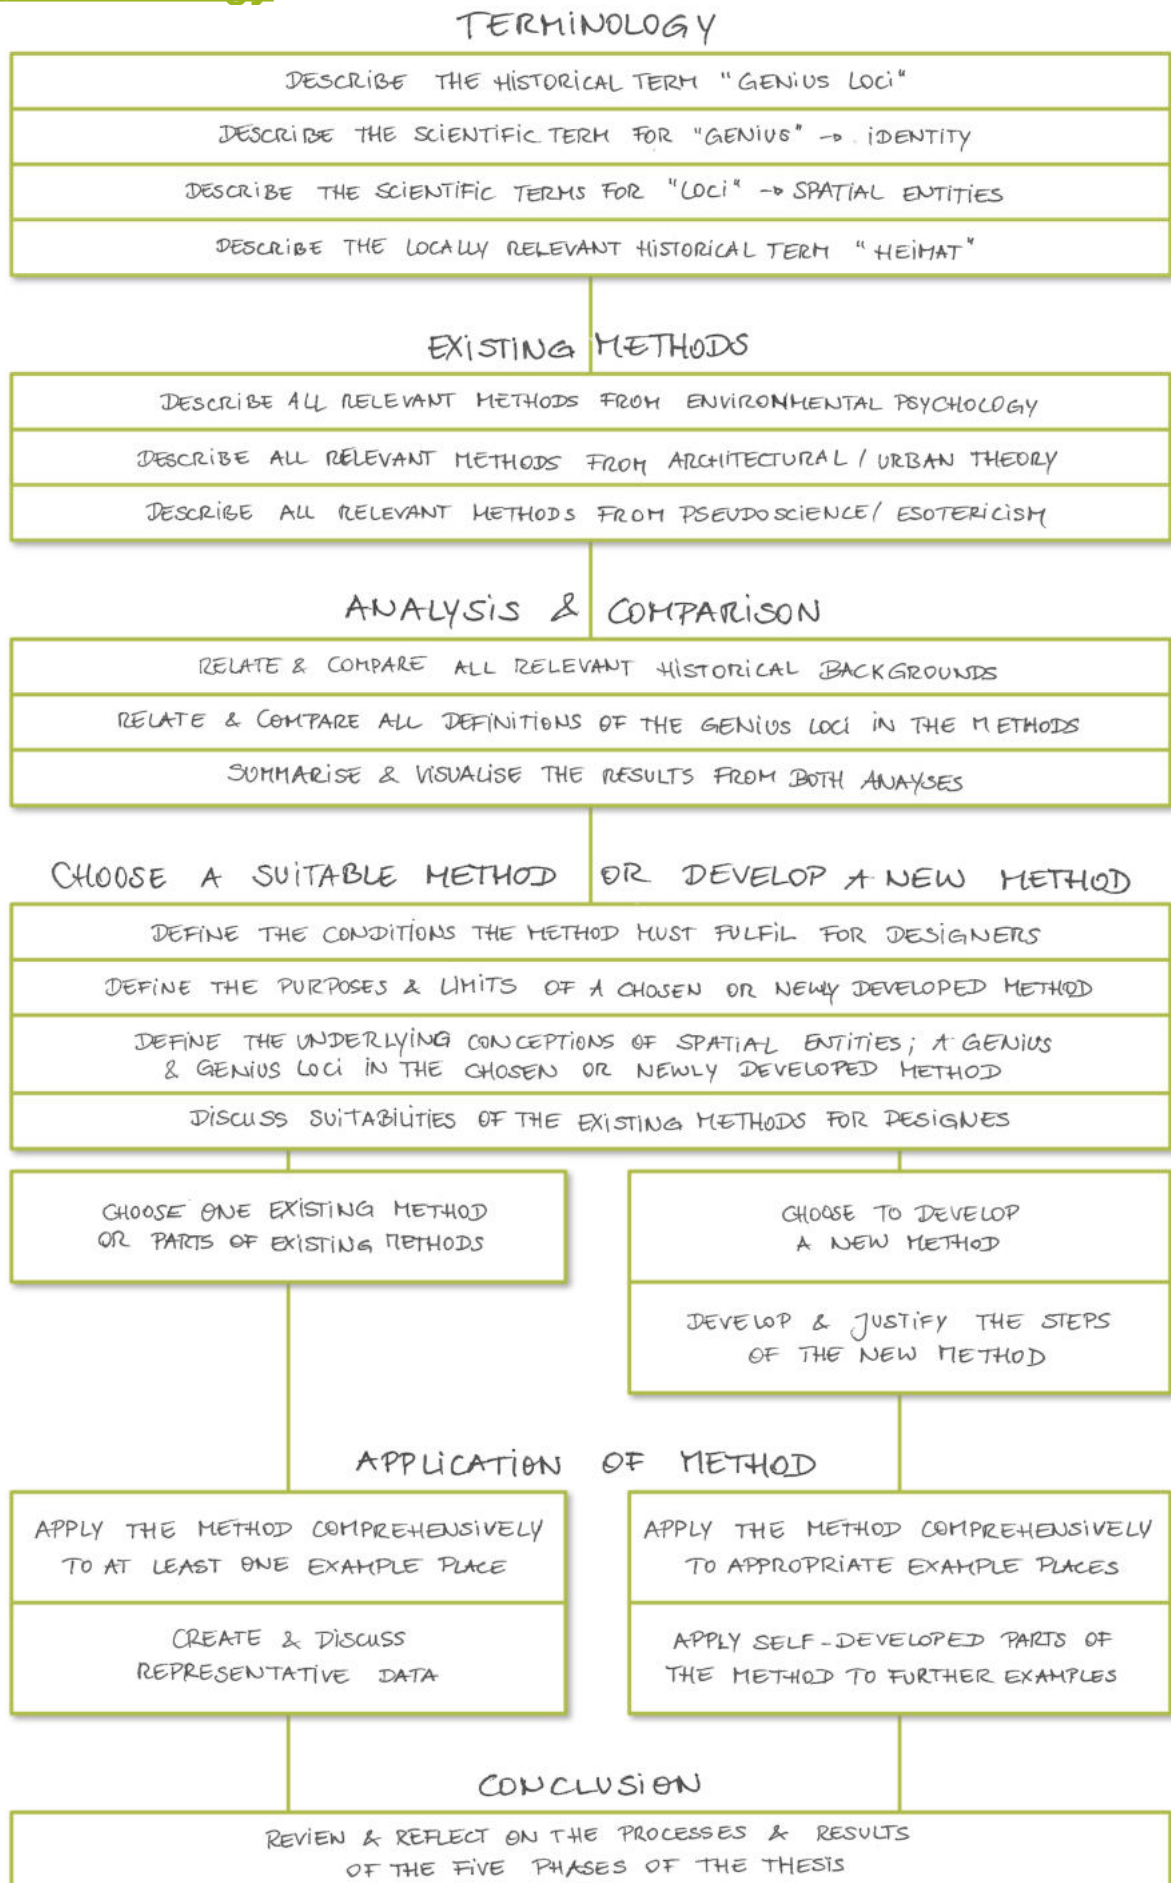 TERMINOLOGY
DESCRIBE THE HISTORICAL TERM "GENIUS LOCI"
DESCRIBE THE SCIENTIFIC TERM FOR "GENIUS" → IDENTITY
DESCRIBE THE SCIENTIFIC TERMS FOR "LOCI" → SPATIAL ENTITIES
DESCRIBE THE LOCALLY RELEVANT HISTORICAL TERM "HEIMAT"
EXISTING METHODS
DESCRIBE ALL RELEVANT METHODS FROM ENVIRONMENTAL PSYCHOLOGY
DESCRIBE ALL RELEVANT METHODS FROM ARCHITECTURAL / URBAN THEORY
DESCRIBE ALL RELEVANT METHODS FROM PSEUDOSCIENCE / ESOTERICISM
ANALYSIS & COMPARISON
RELATE & COMPARE ALL RELEVANT HISTORICAL BACKGROUNDS
RELATE & COMPARE ALL DEFINITIONS OF THE GENIUS LOCI IN THE METHODS
SUMMARISE & VISUALISE THE RESULTS FROM BOTH ANAYSES
CHOOSE A SUITABLE METHOD OR DEVELOP A NEW METHOD
DEFINE THE CONDITIONS THE METHOD MUST FULFIL FOR DESIGNERS
DEFINE THE PURPOSES & LIMITS OF A CHOSEN OR NEWLY DEVELOPED METHOD
DEFINE THE UNDERLYING CONCEPTIONS OF SPATIAL ENTITIES; A GENIUS
& GENIUS LOCI IN THE CHOSEN OR NEWLY DEVELOPED METHOD
DISCUSS SUITABILITIES OF THE EXISTING METHODS FOR DESIGNES
CHOOSE ONE EXISTING METHOD
OR PARTS OF EXISTING METHODS
CHOOSE TO DEVELOP
A NEW METHOD
DEVELOP & JUSTIFY THE STEPS
OF THE NEW METHOD
APPLICATION OF METHOD
APPLY THE METHOD COMPREHENSIVELY
TO AT LEAST ONE EXAMPLE PLACE
CREATE & DISCUSS
REPRESENTATIVE DATA
APPLY THE METHOD COMPREHENSIVELY
TO APPROPRIATE EXAMPLE PLACES
APPLY SELF-DEVELOPED PARTS OF
THE METHOD TO FURTHER EXAMPLES
CONCLUSION
REVIEN & REFLECT ON THE PROCESSES & RESULTS
OF THE FIVE PHASES OF THE THESIS